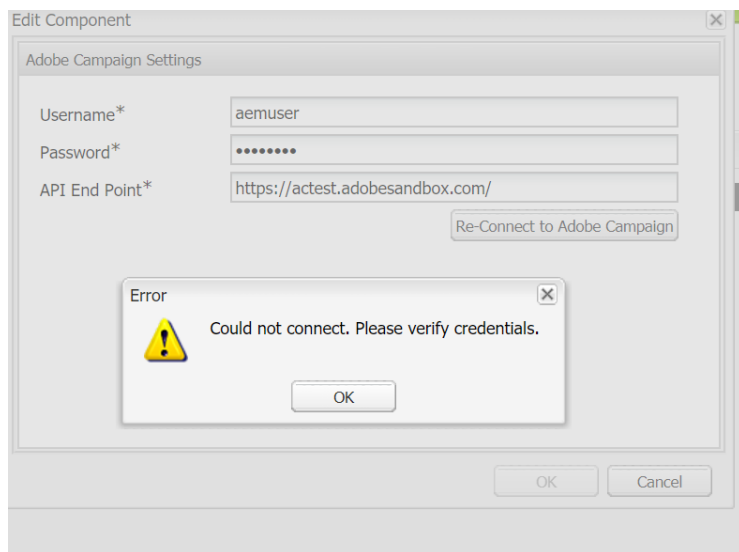 Edit Component
Adobe Campaign Settings
Username*
aemuser
Password*
••••••••
API End Point*
https://actest.adobesandbox.com/
Re-Connect to Adobe Campaign
Error
Could not connect. Please verify credentials.
OK
OK
Cancel